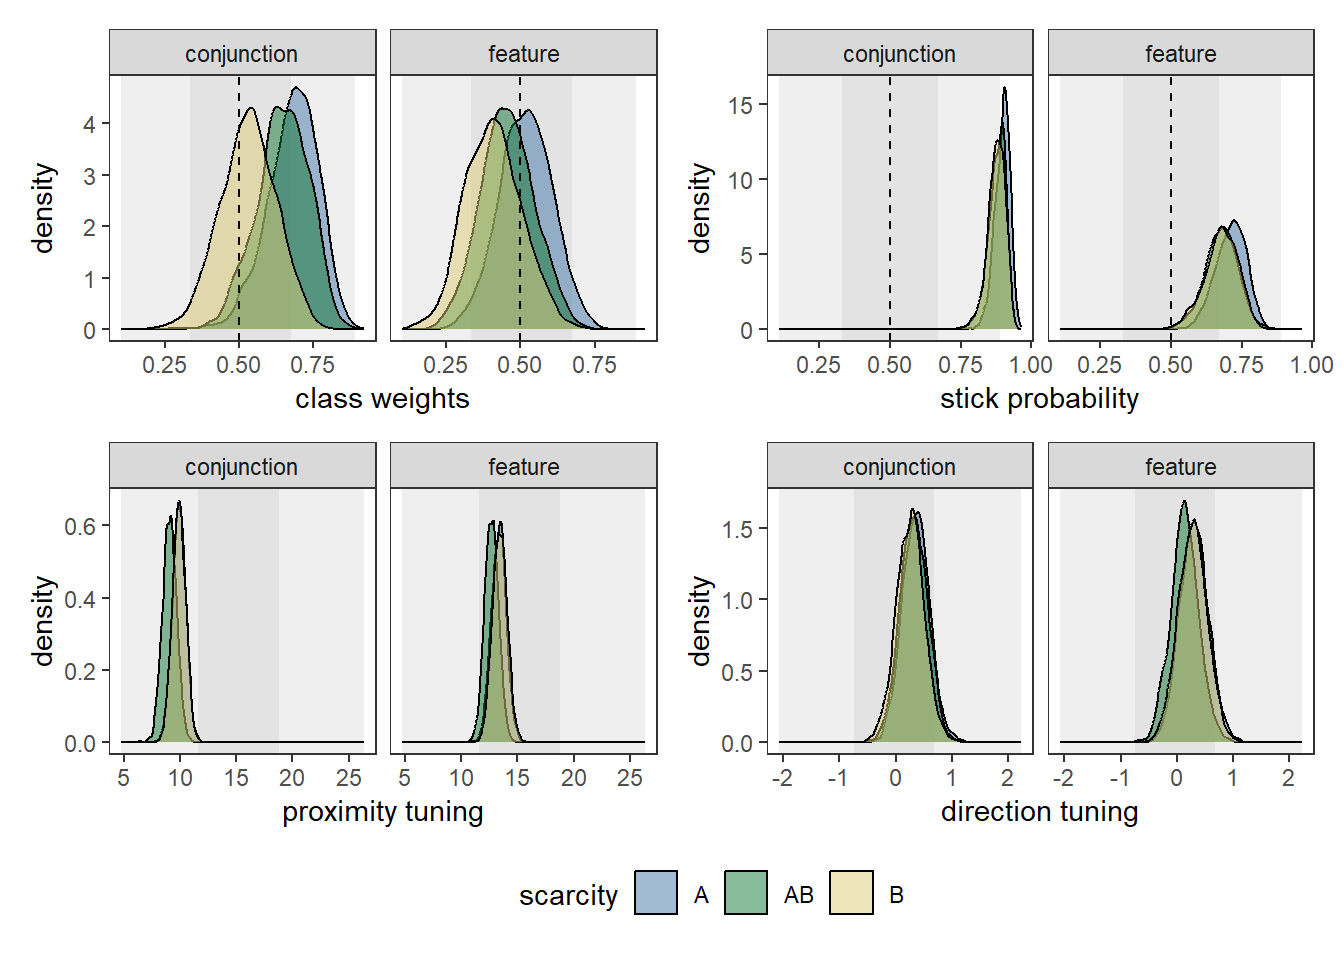 conjunction feature
density
4
3
2
1
0
0.25 0.50 0.75 0.25 0.50 0.75
class weights
conjunction feature
density
15
10
5
0
0.25 0.50 0.75 1.00 0.25 0.50 0.75 1.00
stick probability
conjunction feature
density
0.6
0.4
0.2
0.0
5 10 15 20 25 5 10 15 20 25
proximity tuning
conjunction feature
density
1.5
1.0
0.5
0.0
-2 -1 0 1 2 -2 -1 0 1 2
direction tuning
scarcity A AB B